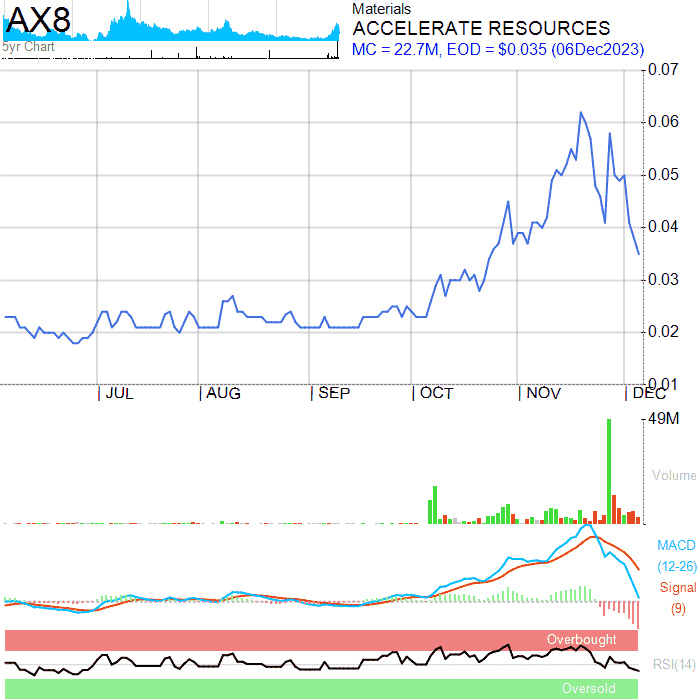 AX8
5yr Chart
Materials
ACCELERATE RESOURCES
MC = 22.7M, EOD = $0.035 (06Dec2023)
0.07
0.06
0.05
0.04
0.03
0.02
0.01
JUL
AUG
SEP
OCT
NOV
DEC
49M
Volume
MACD
(12-26)
Signal
(9)
Overbought
RSI(14)
Oversold